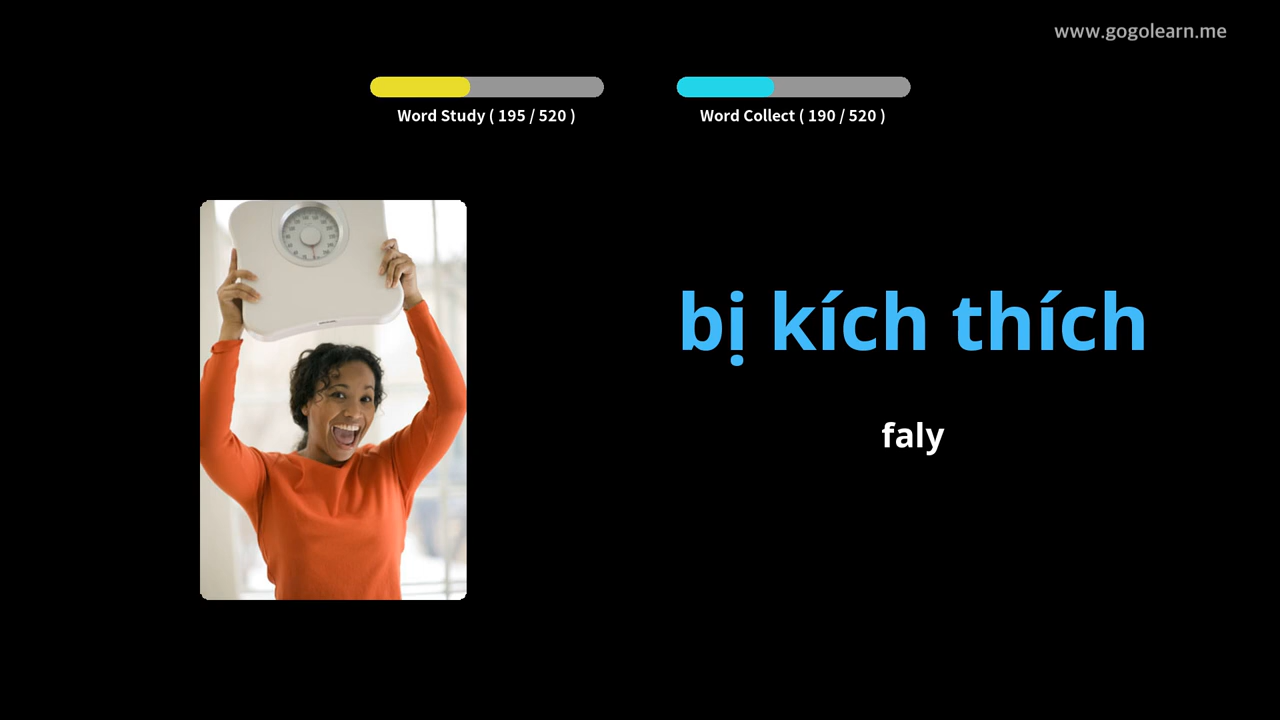 www.gogolearn.me
Word Study ( 195 / 520 )
Word Collect ( 190 / 520 )
bị kích thích
faly